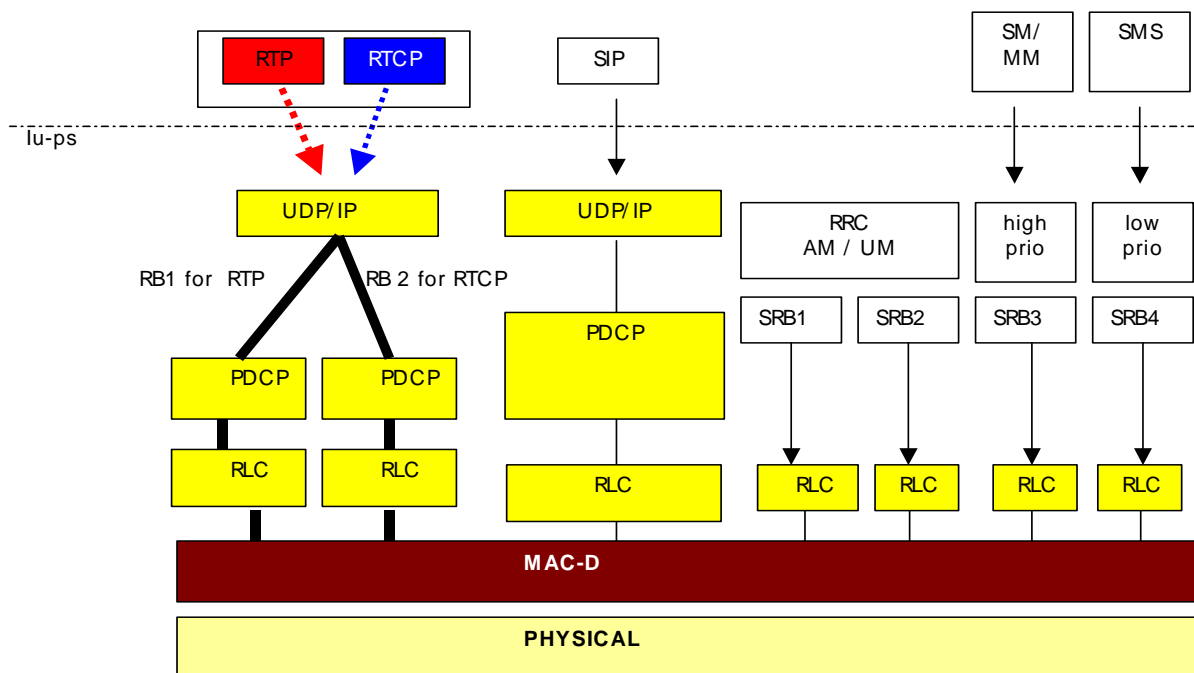 RTP
RTCP
SIP
SM/
MM
SMS
Iu-ps
UDP/IP
UDP/IP
RRC
AM / UM
high
prio
low
prio
RB1 for RTP
RB 2 for RTCP
SRB1
SRB2
SRB3
SRB4
PDCP
PDCP
PDCP
RLC
RLC
RLC
RLC
RLC
RLC
RLC
MAC-D
PHYSICAL